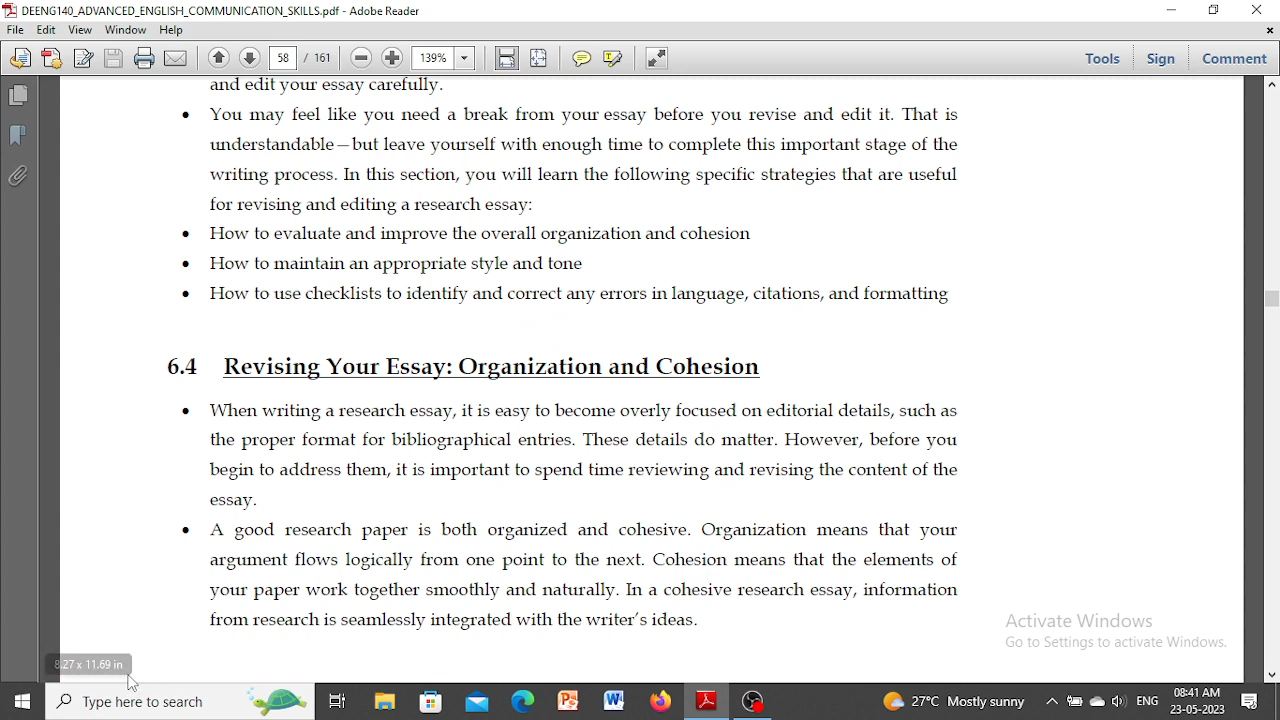 DEENG140_ADVANCED_ENGLISH_COMMUNICATION_SKILLS.pdf - Adobe Reader
File Edit View Window Help
58 / 161 139% Tools Sign Comment
and edit your essay carefully.
• You may feel like you need a break from your essay before you revise and edit it. That is
understandable—but leave yourself with enough time to complete this important stage of the
writing process. In this section, you will learn the following specific strategies that are useful
for revising and editing a research essay:
• How to evaluate and improve the overall organization and cohesion
• How to maintain an appropriate style and tone
• How to use checklists to identify and correct any errors in language, citations, and formatting
6.4 Revising Your Essay: Organization and Cohesion
• When writing a research essay, it is easy to become overly focused on editorial details, such as
the proper format for bibliographical entries. These details do matter. However, before you
begin to address them, it is important to spend time reviewing and revising the content of the
essay.
• A good research paper is both organized and cohesive. Organization means that your
argument flows logically from one point to the next. Cohesion means that the elements of
your paper work together smoothly and naturally. In a cohesive research essay, information
from research is seamlessly integrated with the writer's ideas.
Activate Windows
Go to Settings to activate Windows.
8.27 x 11.69 in
Type here to search
27°C Mostly sunny ENG 08:41 AM
23-05-2023